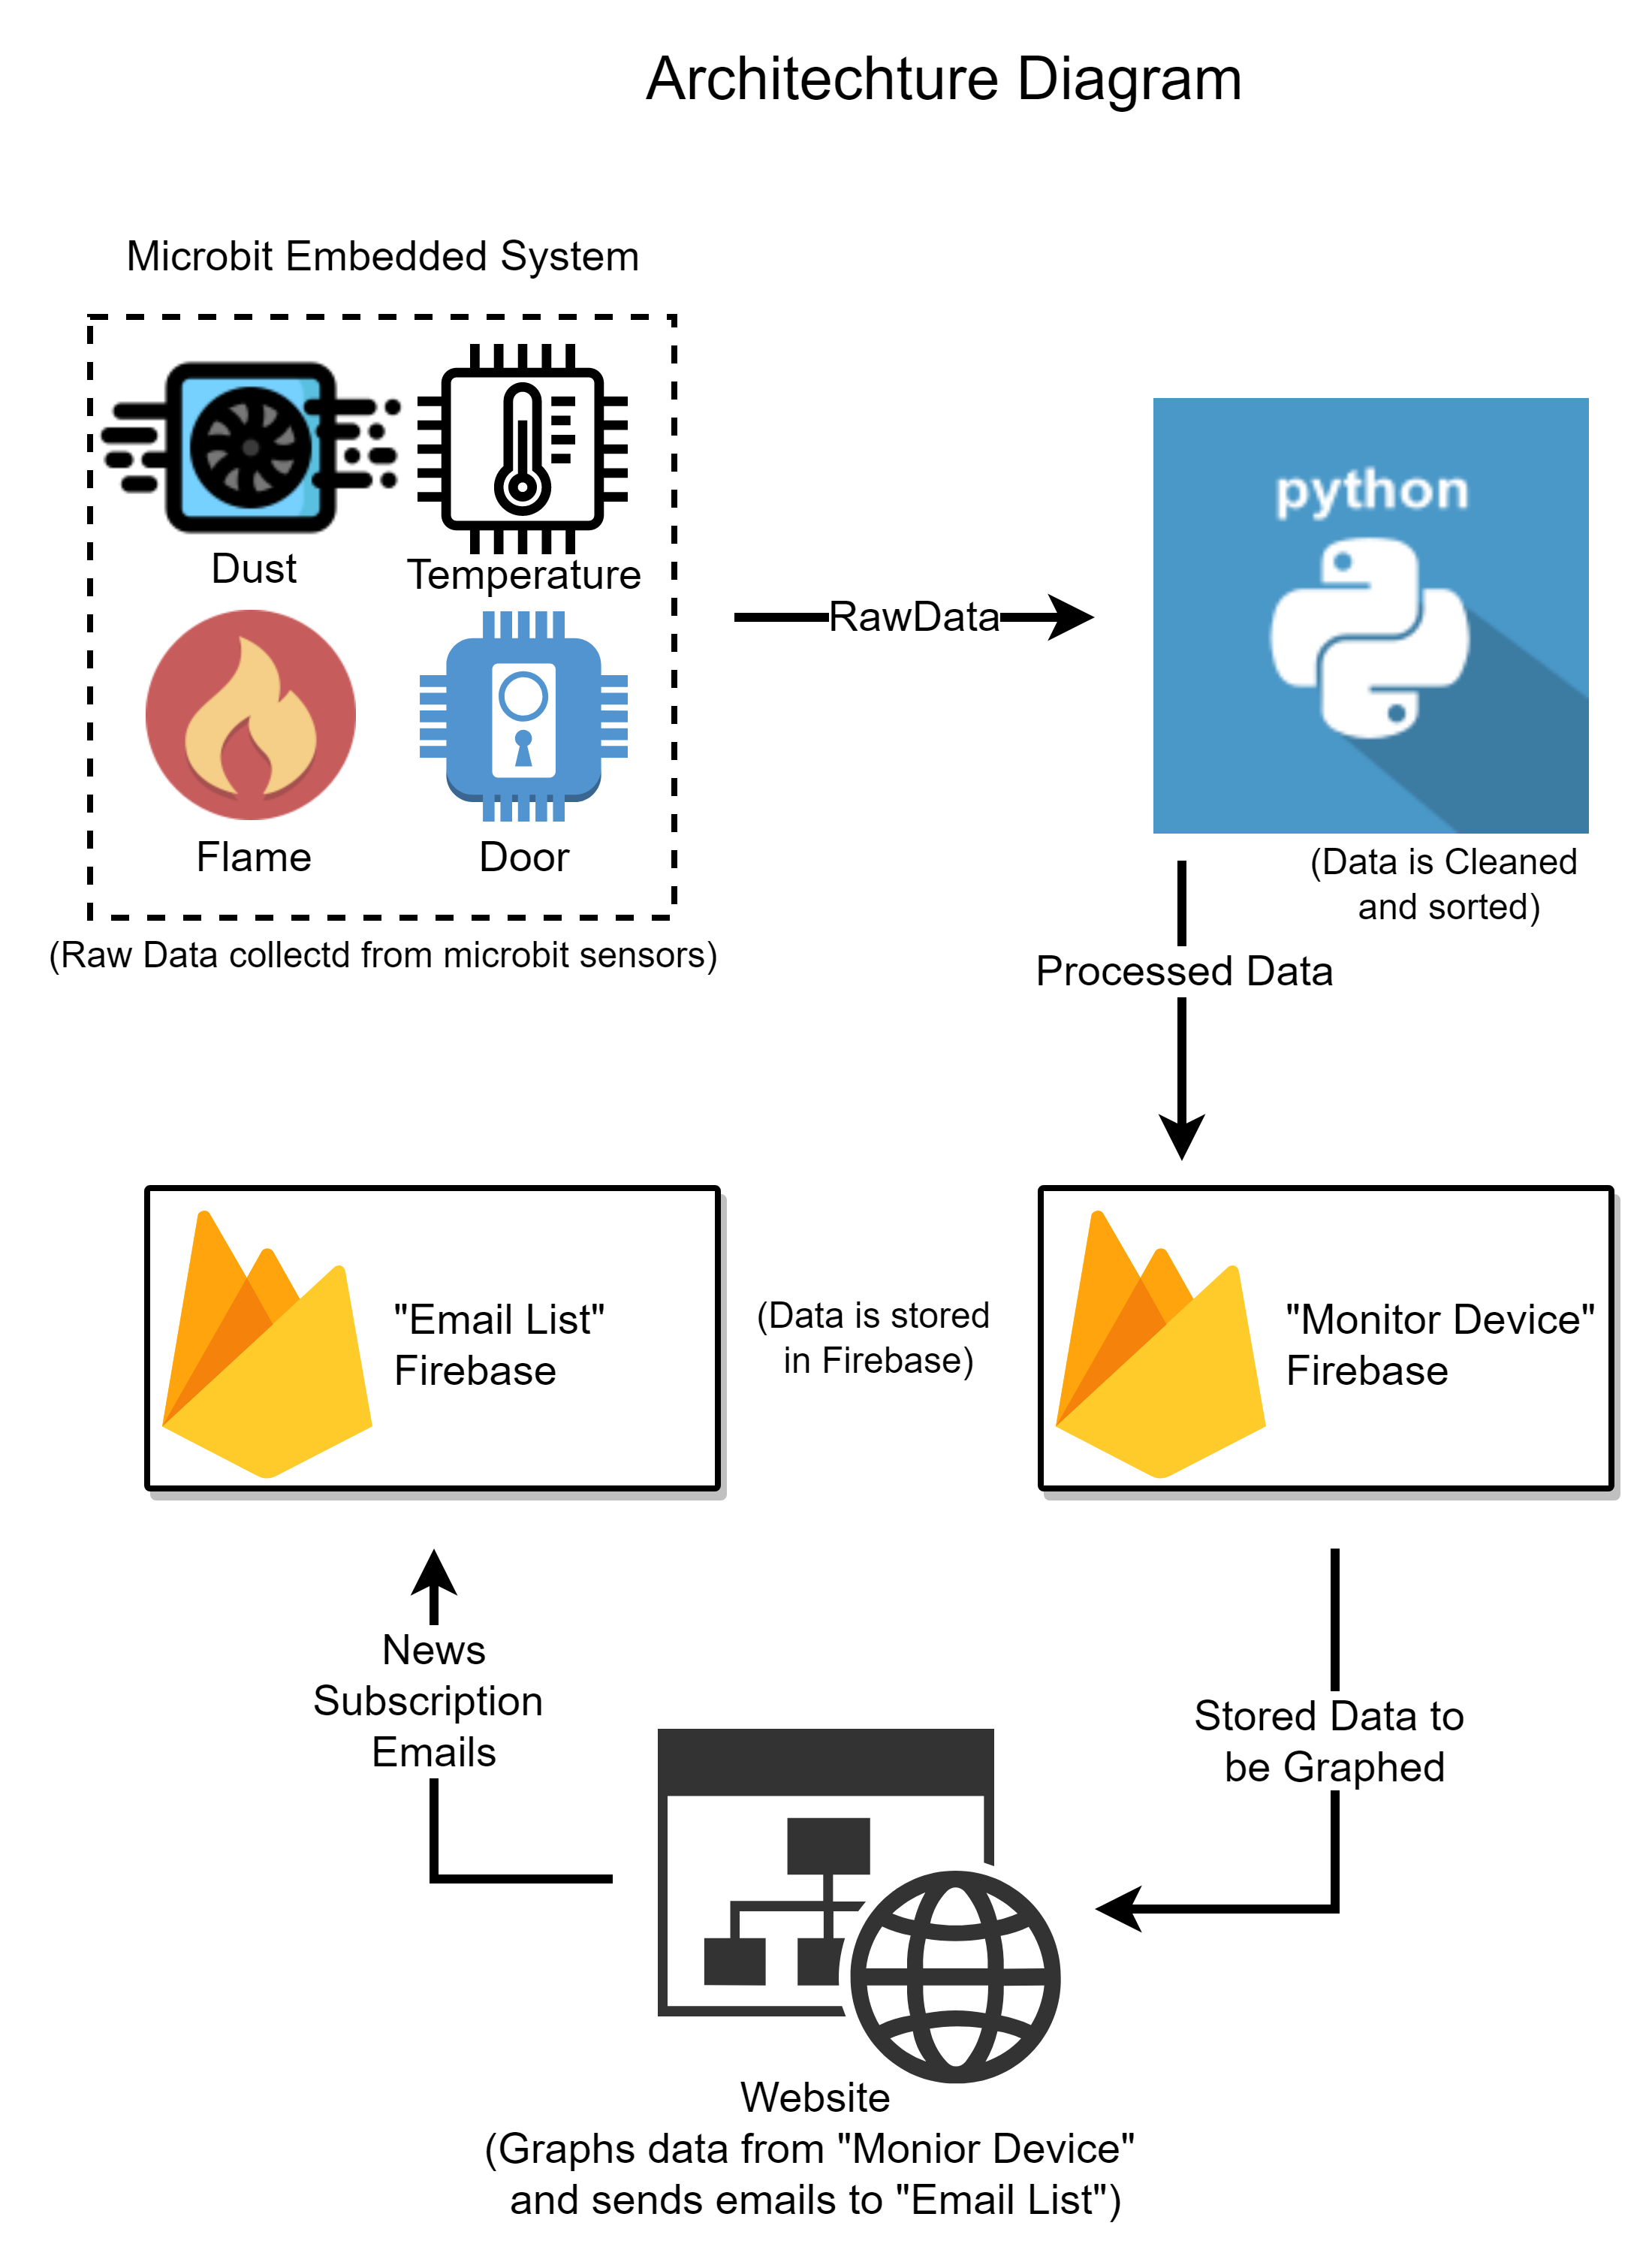 Architechture Diagram
Microbit Embedded System
Dust
Temperature
Flame
Door
(Raw Data collectd from microbit sensors)
RawData
python
(Data is Cleaned
and sorted)
Processed Data
"Email List"
Firebase
(Data is stored
in Firebase)
"Monitor Device"
Firebase
News
Subscription
Emails
Stored Data to
be Graphed
Website
(Graphs data from "Monior Device"
and sends emails to "Email List")